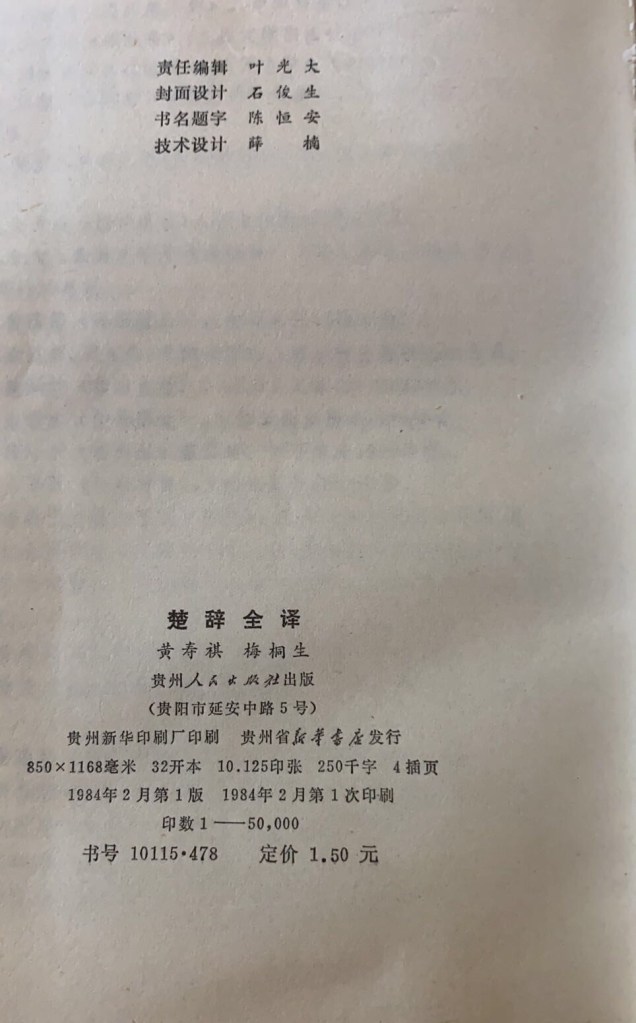 责任编辑 叶光大
封面设计 石俊生
书名题字 陈恒安
技术设计 薛楠
楚辞全译
黄寿祺 梅桐生
贵州人民出版社出版
(贵阳市延安中路5号)
贵州新华印刷厂印刷 贵州省新华书店发行
850×1168毫米 32开本 10.125印张 250千字 4插页
1984年2月第1版 1984年2月第1次印刷
印数1——50,000
书号 10115·478 定价 1.50 元